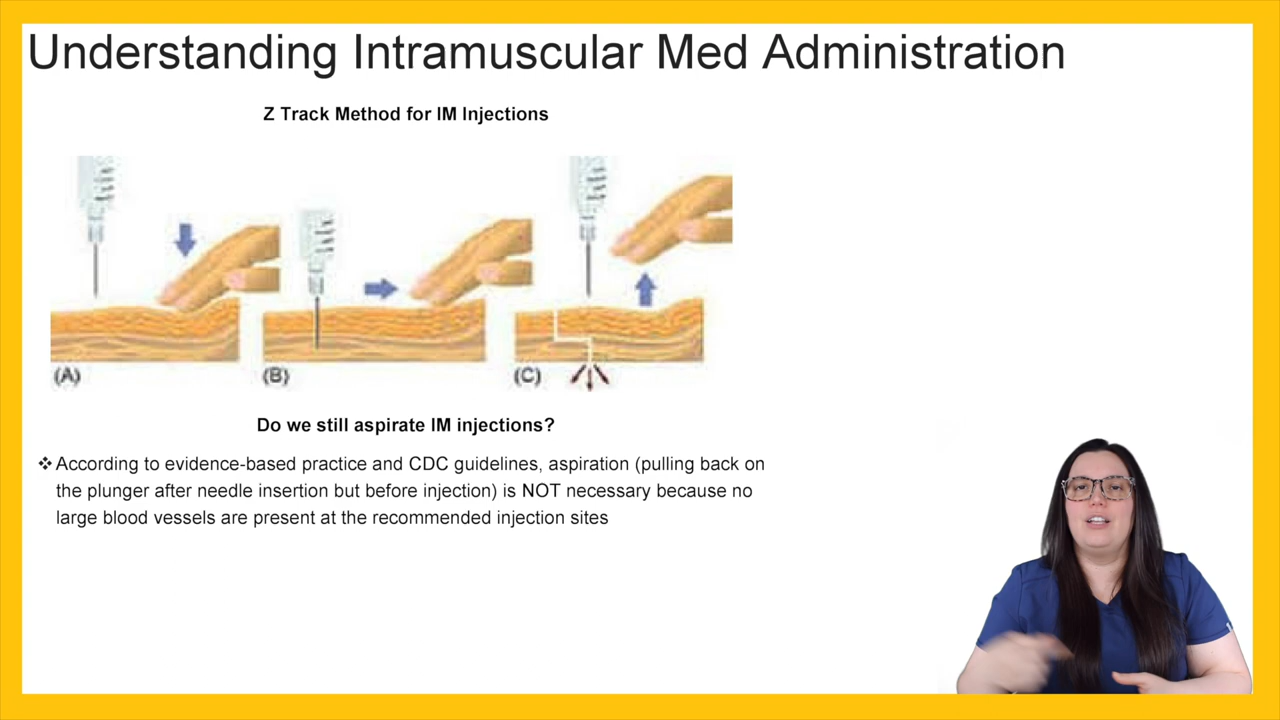 Understanding Intramuscular Med Administration
Z Track Method for IM Injections
(A)
(B)
(C)
Do we still aspirate IM injections?
❖ According to evidence-based practice and CDC guidelines, aspiration (pulling back on
the plunger after needle insertion but before injection) is NOT necessary because no
large blood vessels are present at the recommended injection sites